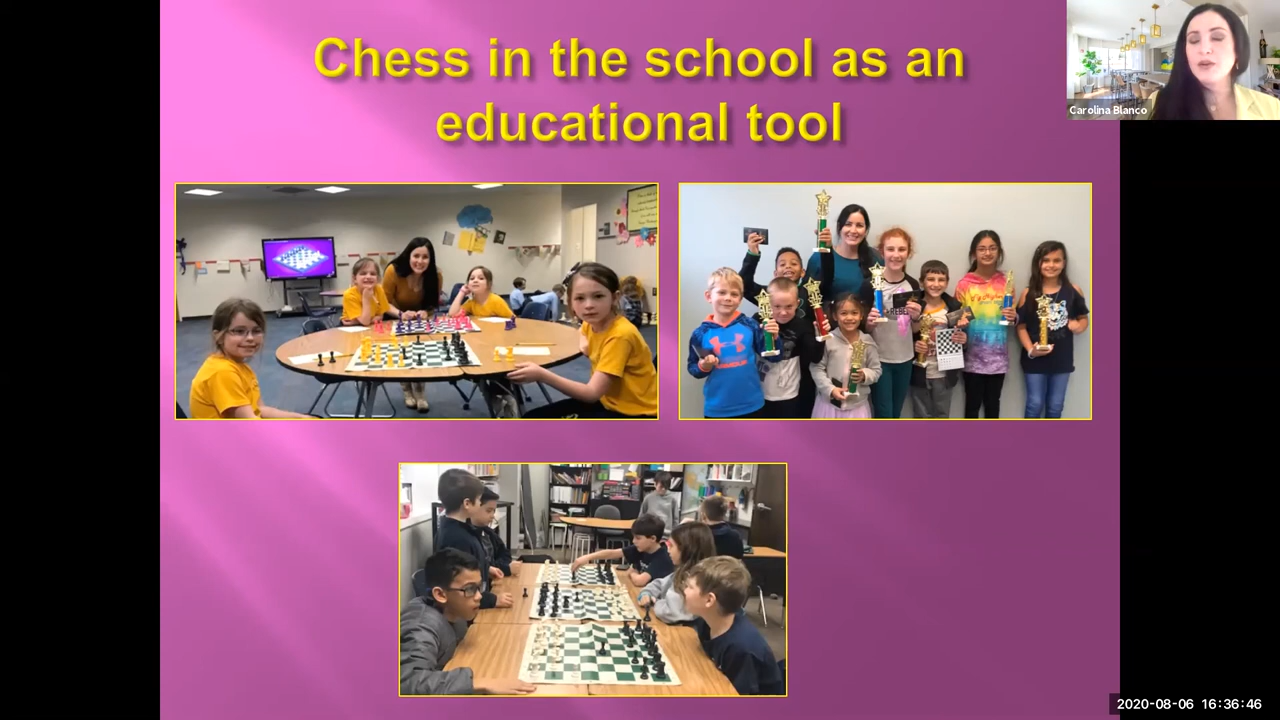 Chess in the school as an
educational tool
Carolina Blanco
2020-08-06 16:36:46